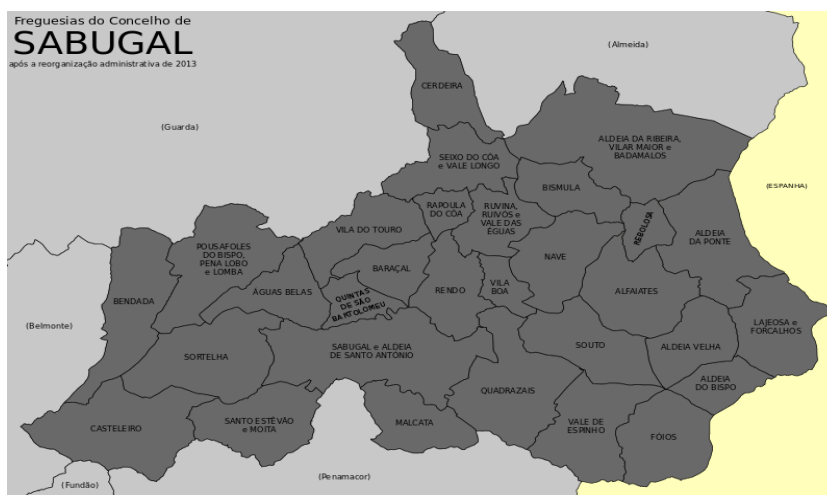 Freguesias do Concelho de
SABUGAL
após a reorganização administrativa de 2013
(Almeida)
CERDEIRA
(Guarda)
ALDEIA DA RIBEIRA,
VILAR MAIOR e
BADAMALOS
SEIXO DO CÔA
e VALE LONGO
BISMULA
(ESPANHA)
RAPOULA
DO CÔA
RUVINA,
RUIVÓS e
VALE DAS
ÉGUAS
REBOLOSA
VILA DO TOURO
ALDEIA
DA PONTE
POUSAFOLES
DO BISPO,
PENA LOBO
e LOMBA
NAVE
BARAÇAL
ÁGUAS BELAS
RENDO
VILA
BOA
ALFAIATES
BENDADA
QUINTAS
DE SÃO
BARTOLOMEU
(Belmonte)
LAJEOSA e
FORCALHOS
SORTELHA
SABUGAL e ALDEIA
DE SANTO ANTÓNIO
SOUTO
ALDEIA VELHA
QUADRAZAIS
ALDEIA
DO BISPO
CASTELEIRO
SANTO ESTÊVÃO
e MOITA
MALCATA
VALE DE
ESPINHO
FÓIOS
(Penamacor)
(Fundão)